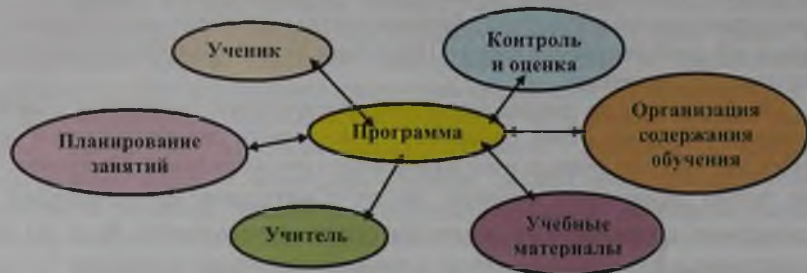 Ученик
Контроль
и оценка
Планирование
занятий
Программа
Организация
содержания
обучения
Учитель
Учебные
материалы